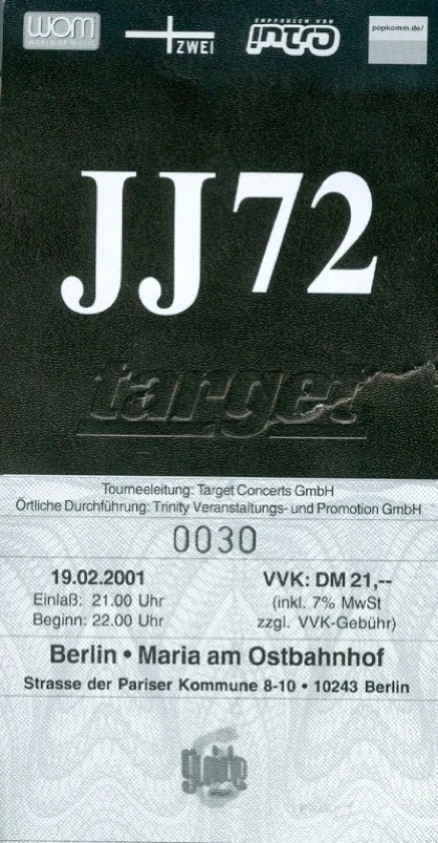 wom
WORLD OF MUSIC
ZWEI
EMPFOHLEN VON
intro
popkomm.de/
JJ72
target
Tourneeleitung: Target Concerts GmbH
Örtliche Durchführung: Trinity Veranstaltungs- und Promotion GmbH
0030
19.02.2001
VVK: DM 21,--
Einlaß: 21.00 Uhr
(inkl. 7% MwSt
Beginn: 22.00 Uhr
zzgl. VVK-Gebühr)
Berlin • Maria am Ostbahnhof
Strasse der Pariser Kommune 8-10 • 10243 Berlin
guide